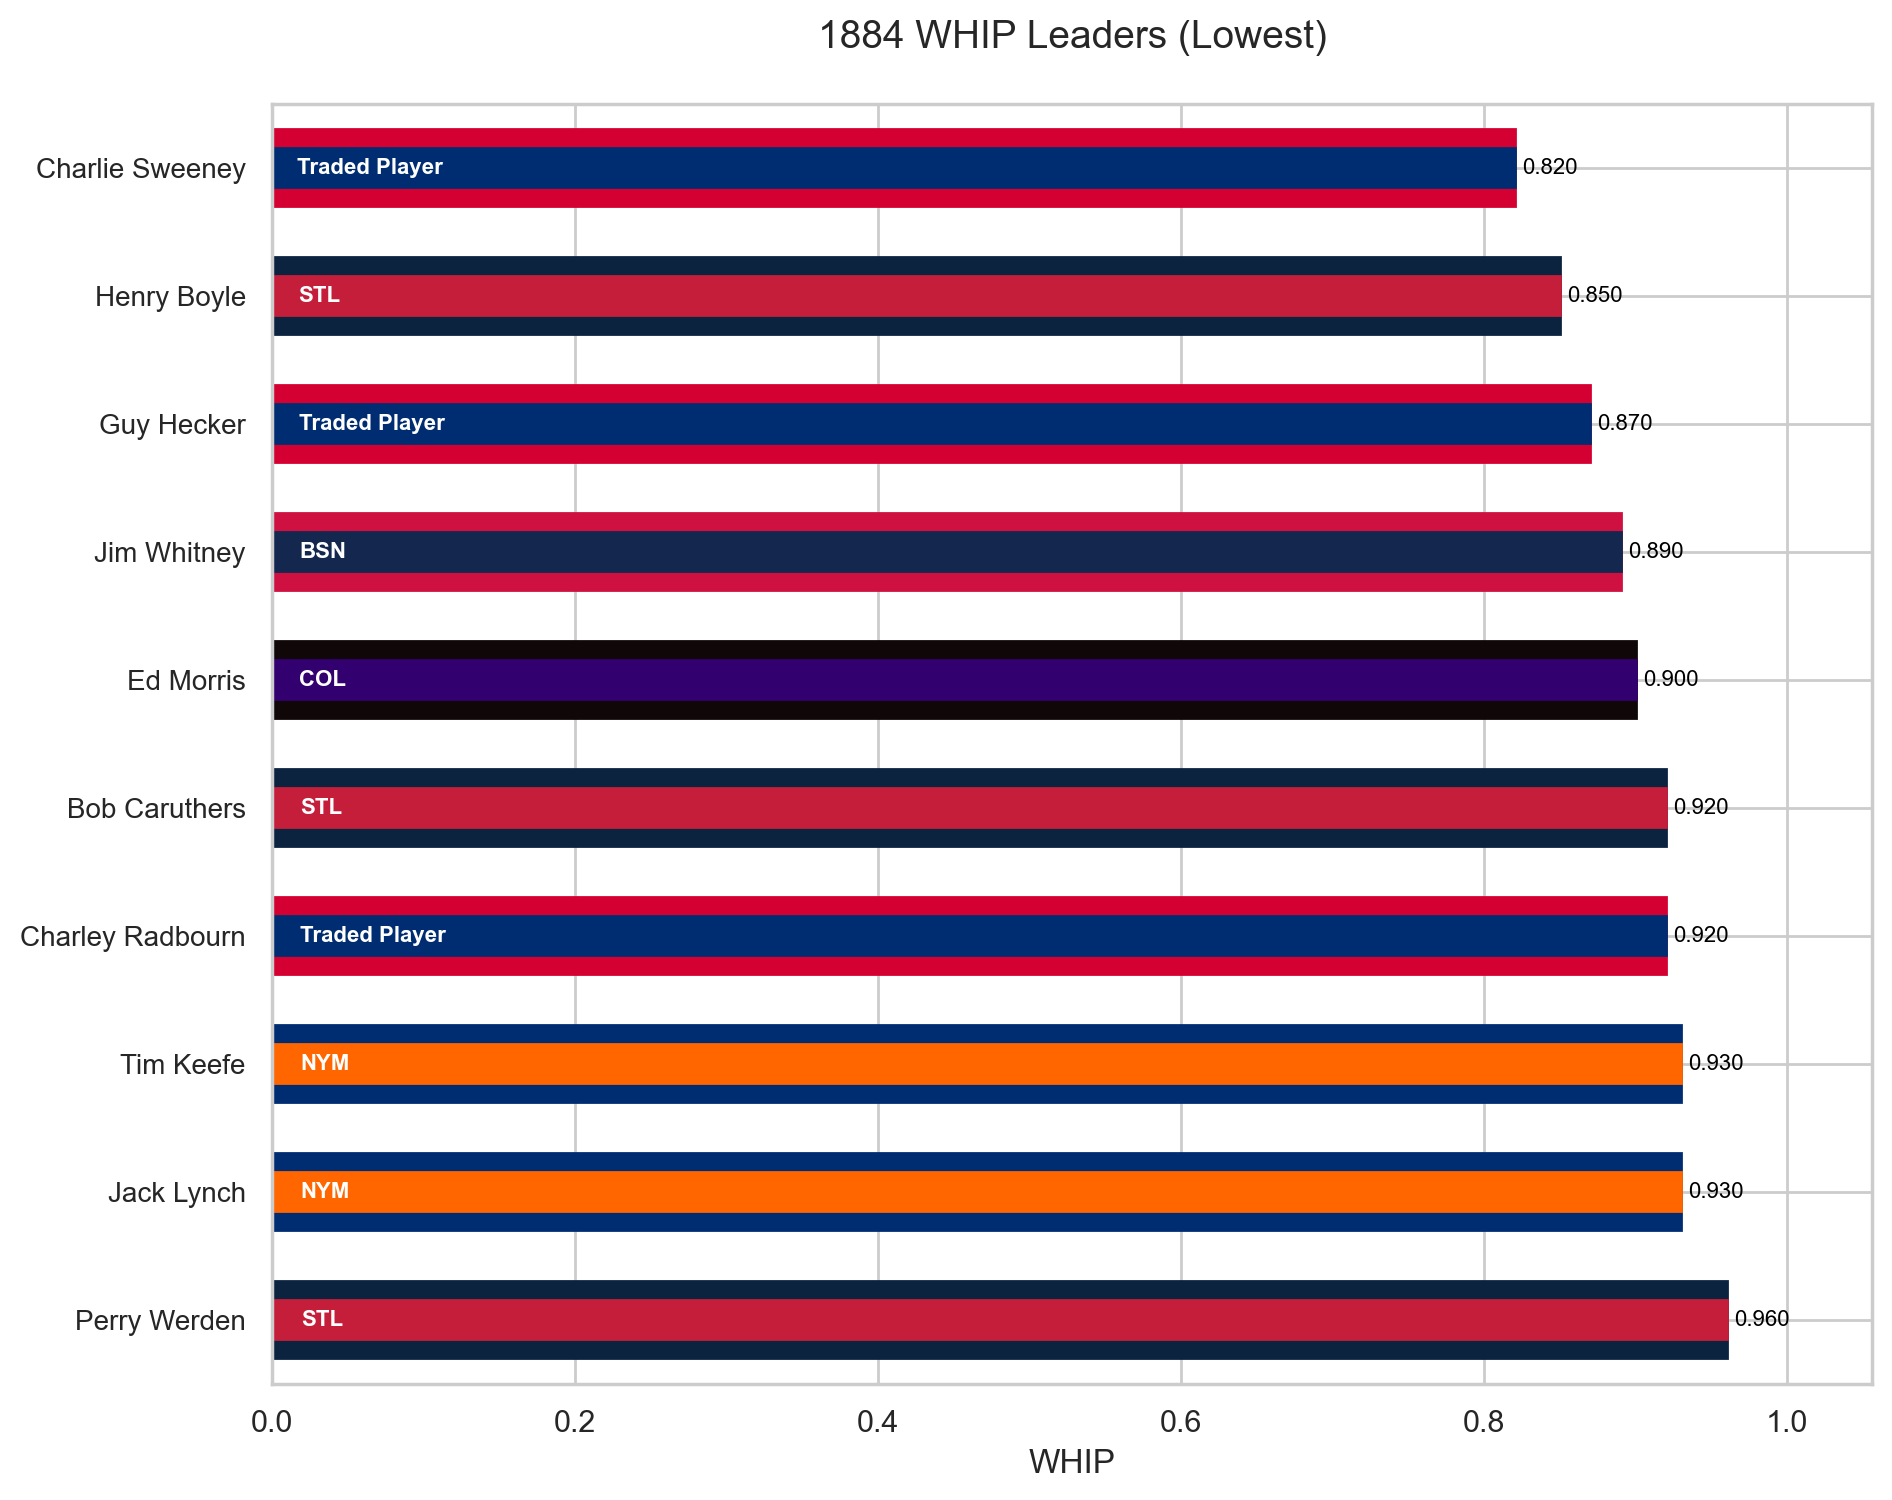 1884 WHIP Leaders (Lowest)
Charlie Sweeney Traded Player 0.820
Henry Boyle STL 0.850
Guy Hecker Traded Player 0.870
Jim Whitney BSN 0.890
Ed Morris COL 0.900
Bob Caruthers STL 0.920
Charley Radbourn Traded Player 0.920
Tim Keefe NYM 0.930
Jack Lynch NYM 0.930
Perry Werden STL 0.960
0.0 0.2 0.4 0.6 0.8 1.0
WHIP